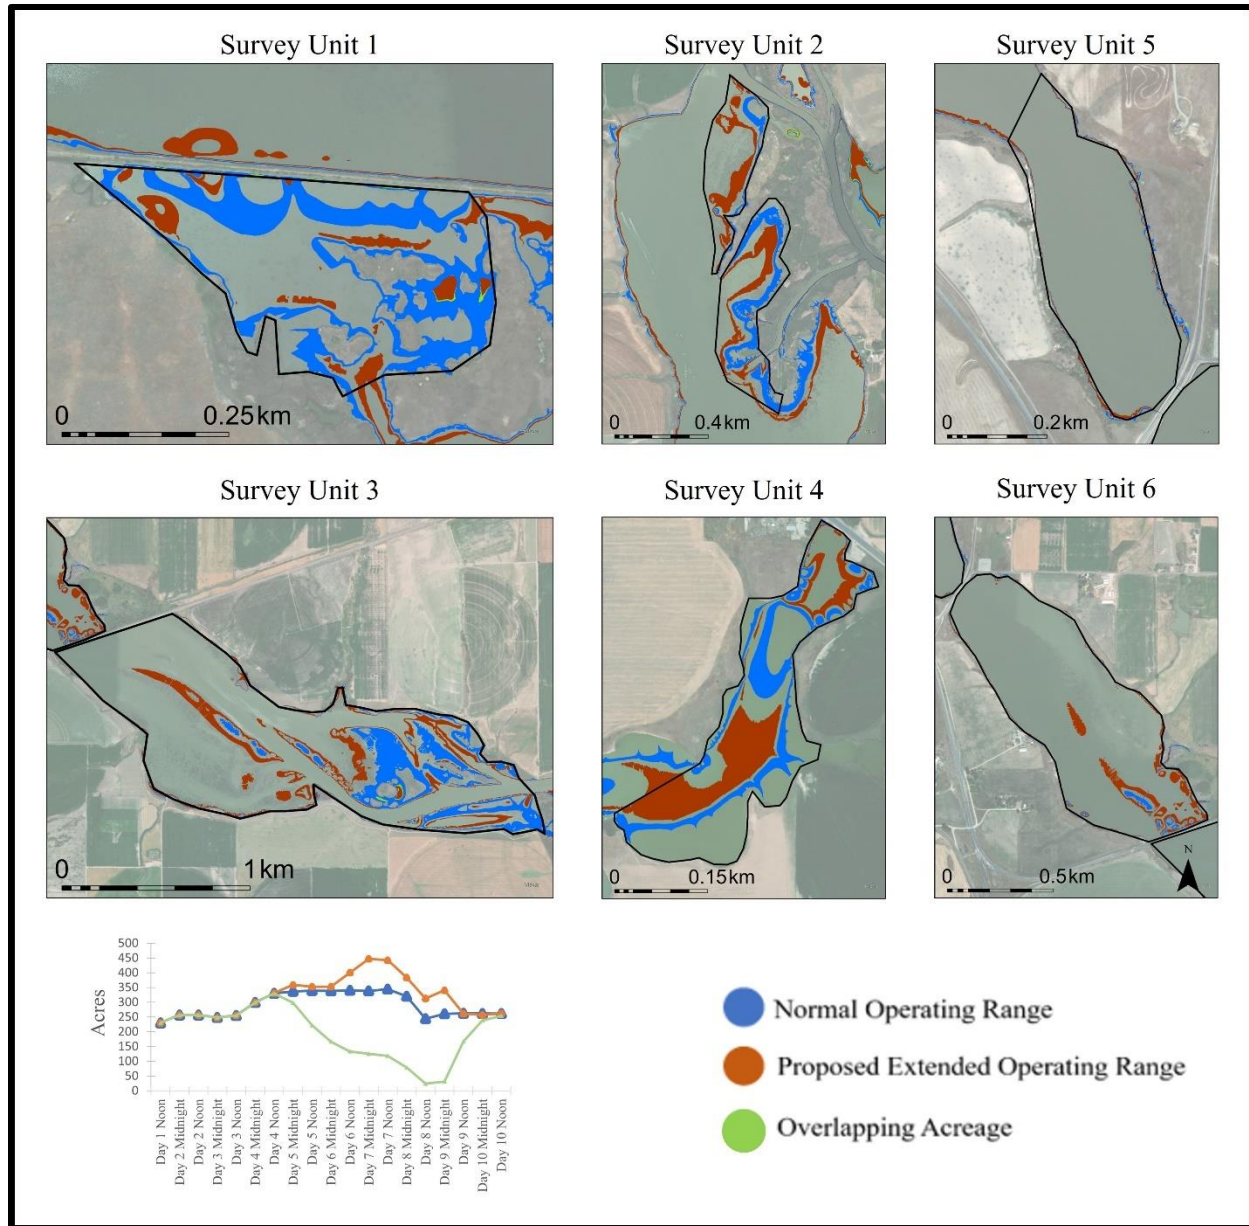 Survey Unit 1
Survey Unit 2
Survey Unit 5
0 0.25km
0 0.4km
0 0.2km
Survey Unit 3
Survey Unit 4
Survey Unit 6
0 1km
0 0.15km
0 0.5km
N
500
450
400
350
300
250
200
150
100
50
0
Acres
Day 1 Noon
Day 2 Midnight
Day 2 Noon
Day 3 Midnight
Day 3 Noon
Day 4 Midnight
Day 4 Noon
Day 5 Midnight
Day 5 Noon
Day 6 Midnight
Day 6 Noon
Day 7 Midnight
Day 7 Noon
Day 8 Midnight
Day 8 Noon
Day 9 Midnight
Day 9 Noon
Day 10 Midnight
Day 10 Noon
Normal Operating Range
Proposed Extended Operating Range
Overlapping Acreage